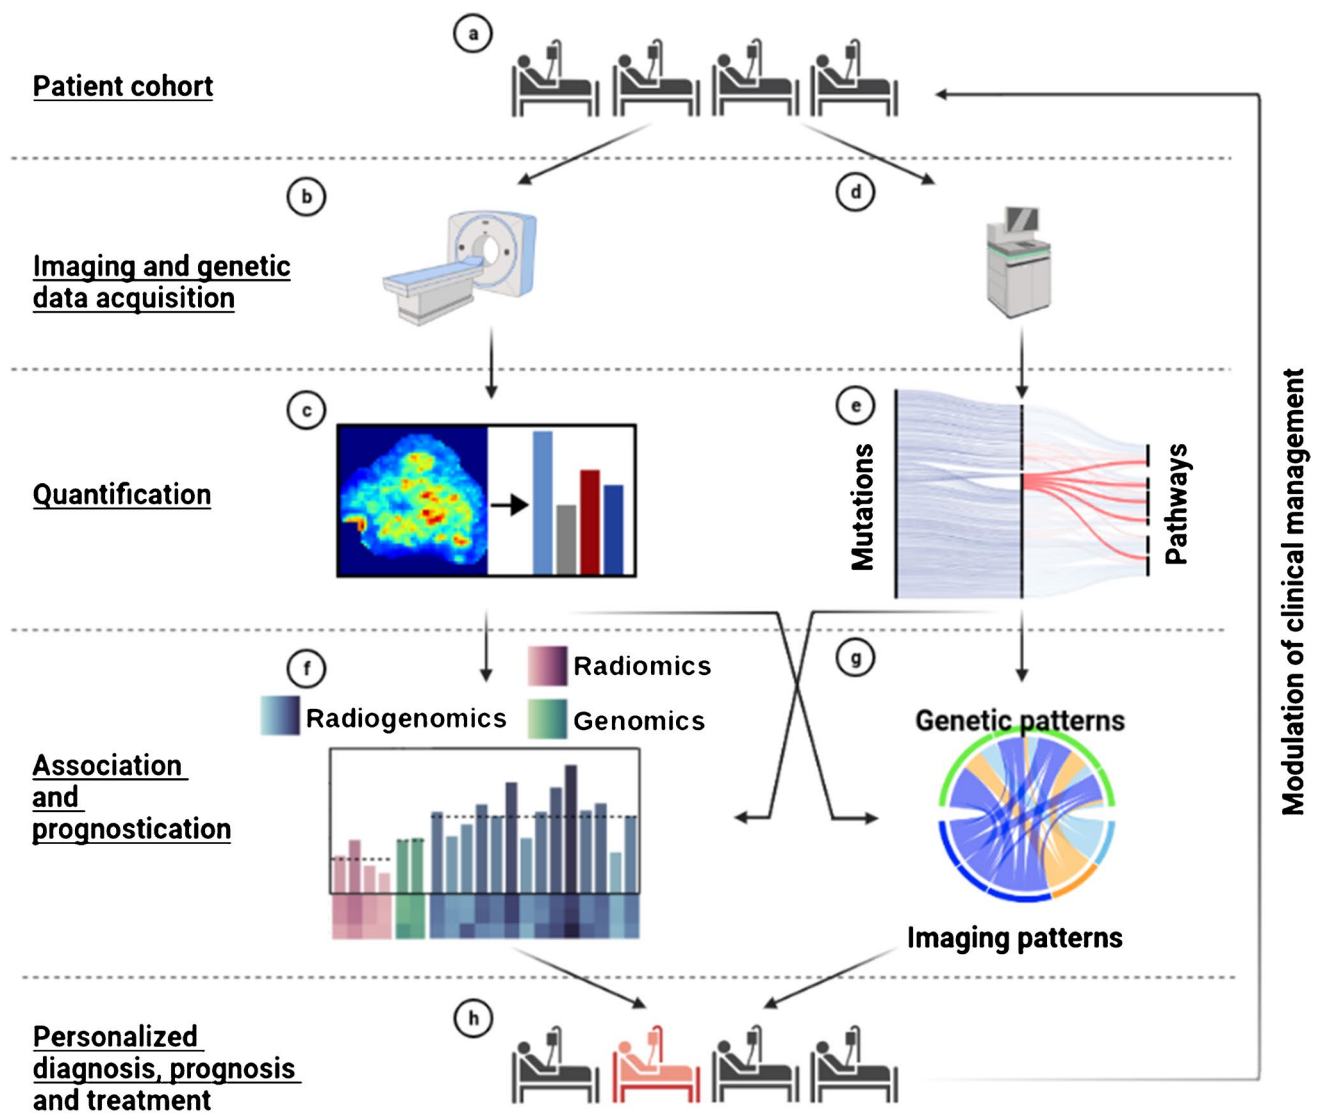 a
Patient cohort
b
d
Imaging and genetic
data acquisition
c
e
Quantification
Mutations
Pathways
Modulation of clinical management
f
g
Radiomics
Radiogenomics
Genomics
Genetic patterns
Association
and
prognostication
Imaging patterns
h
Personalized
diagnosis, prognosis
and treatment